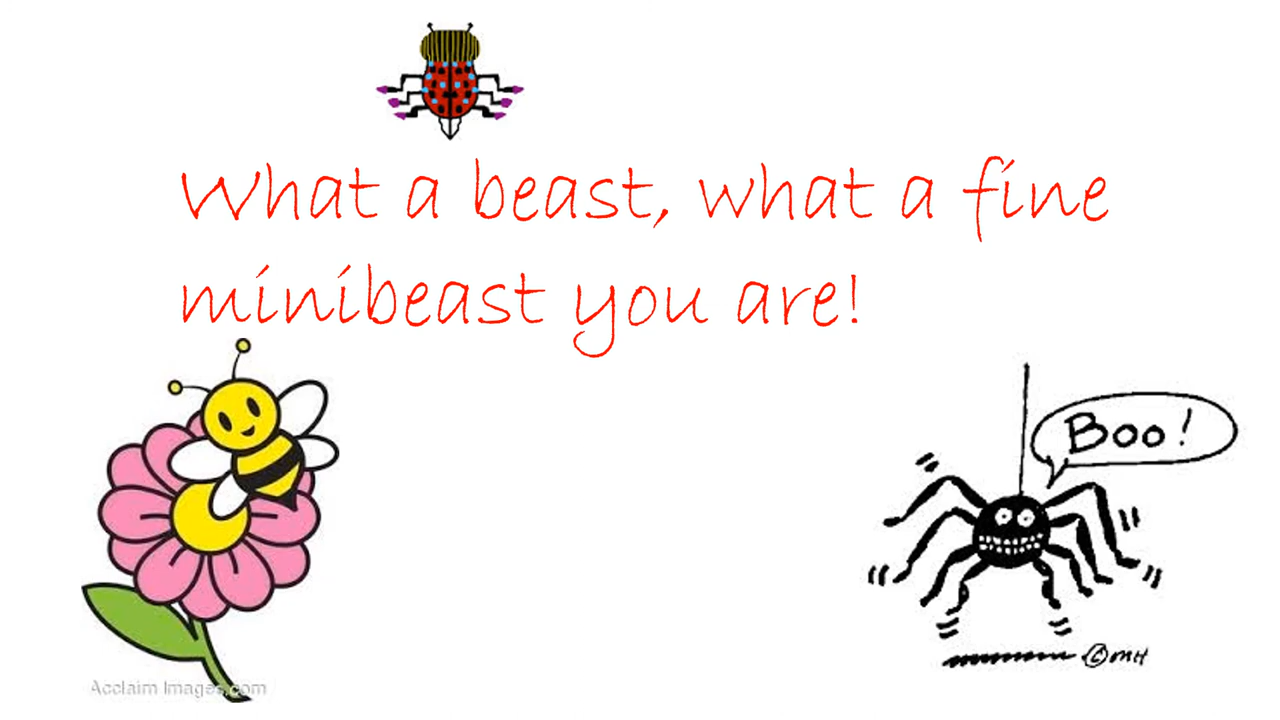 What a beast, what a fine
minibeast you are!
Boo!
©MH
Acclaim Images.com